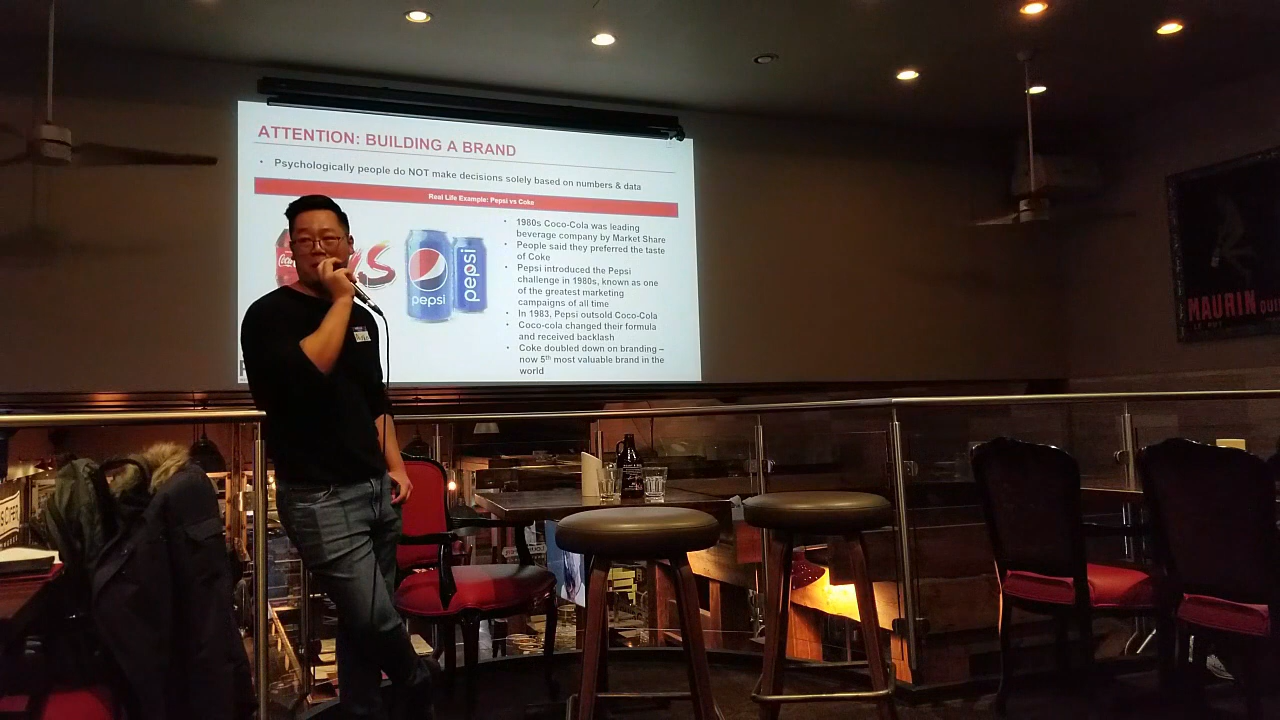 ATTENTION: BUILDING A BRAND
• Psychologically people do NOT make decisions solely based on numbers & data
Real Life Example: Pepsi vs Coke
VS
pepsi
pepsi
• 1980s Coco-Cola was leading
beverage company by Market Share
• People said they preferred the taste
of Coke
• Pepsi introduced the Pepsi
challenge in 1980s, known as one
of the greatest marketing
campaigns of all time
• In 1983, Pepsi outsold Coco-Cola
• Coco-cola changed their formula
and received backlash
• Coke doubled down on branding –
now 5th most valuable brand in the
world
MAURIN QUI